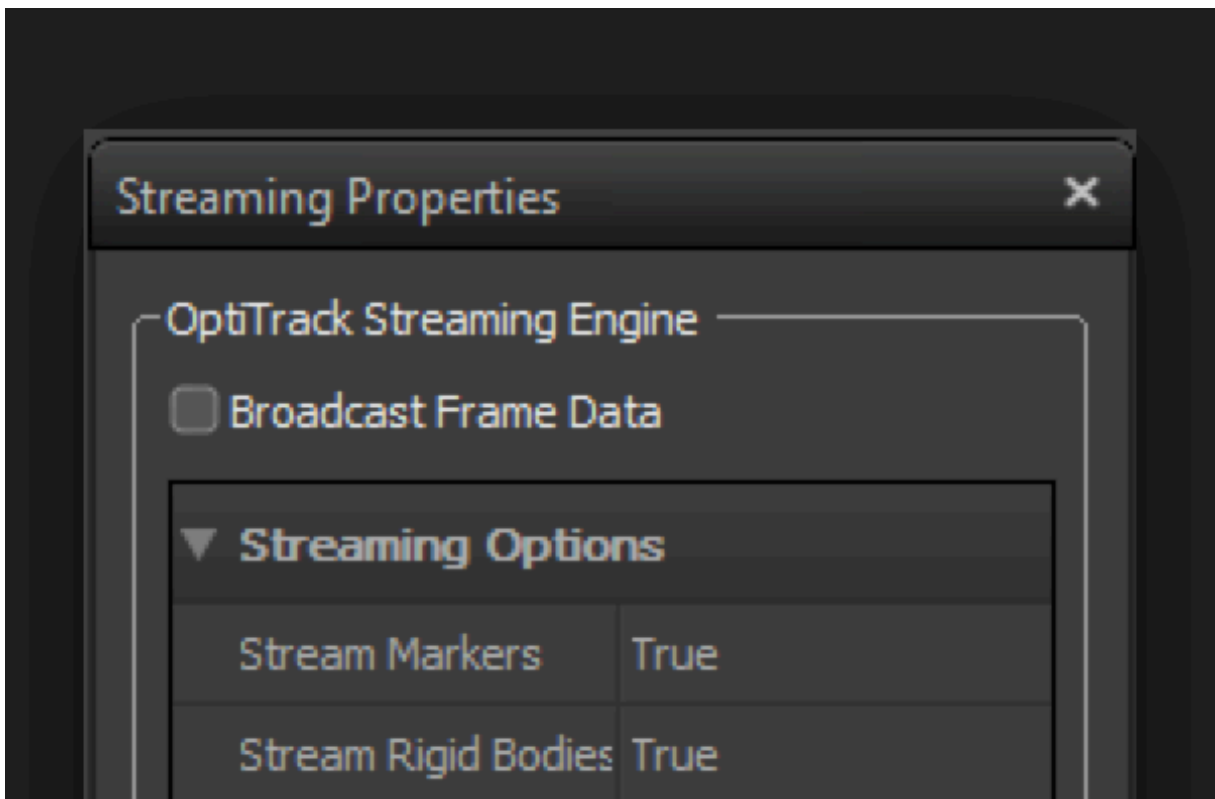 Streaming Properties
OptiTrack Streaming Engine
Broadcast Frame Data
Streaming Options
Stream Markers True
Stream Rigid Bodies True